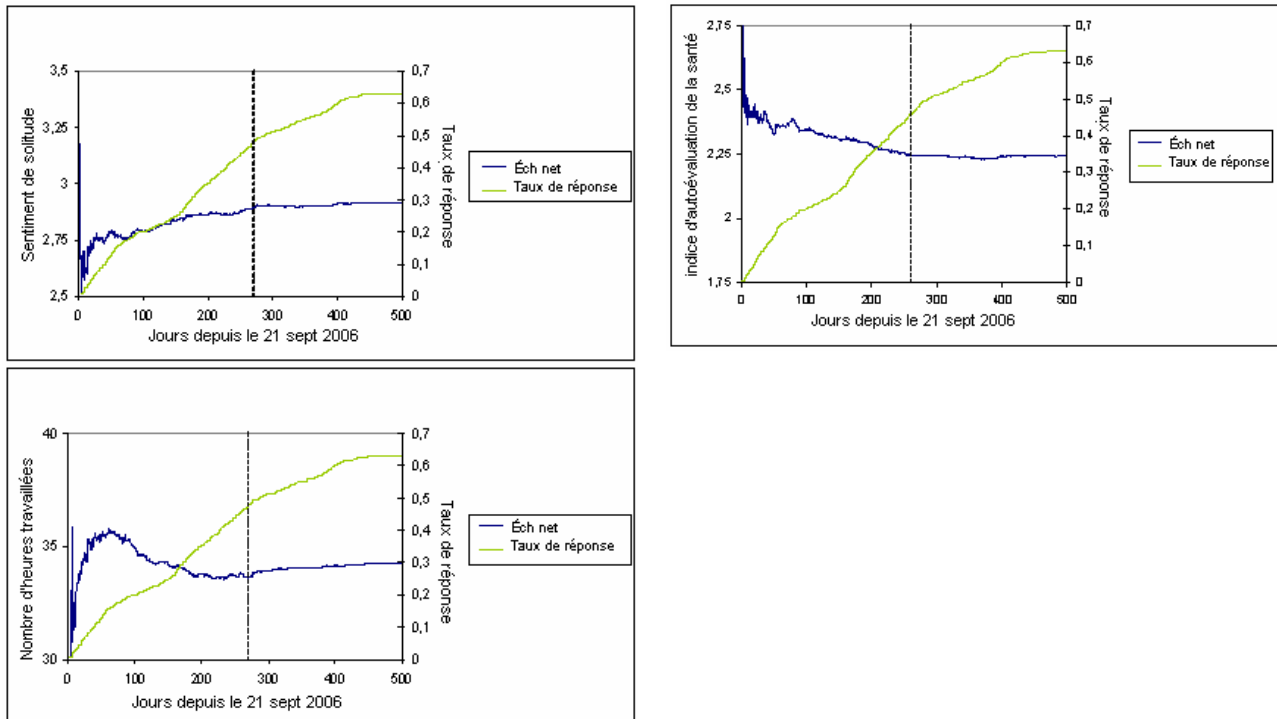 3,5
3,25
3
2,75
2,5
Sentiment de solitude
0,7
0,6
0,5
0,4
0,3
0,2
0,1
0
Taux de réponse
0 100 200 300 400 500
Jours depuis le 21 sept 2006
Éch net
Taux de réponse
2,75
2,5
2,25
2
1,75
indice d'autoévaluation de la santé
0,7
0,6
0,5
0,4
0,3
0,2
0,1
0
Taux de réponse
0 100 200 300 400 500
Jours depuis le 21 sept 2006
Éch net
Taux de réponse
40
35
30
Nombre d'heures travaillées
0,7
0,6
0,5
0,4
0,3
0,2
0,1
0
Taux de réponse
0 100 200 300 400 500
Jours depuis le 21 sept 2006
Éch net
Taux de réponse